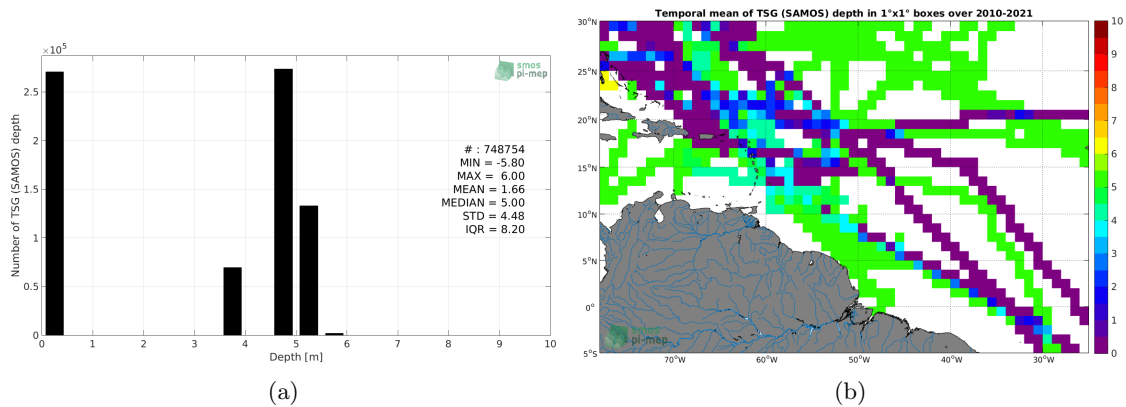 ×10⁵
2.5
2
1.5
1
0.5
0
Number of TSG (SAMOS) depth
smos
pi-mep
# : 748754
MIN = -5.80
MAX = 6.00
MEAN = 1.66
MEDIAN = 5.00
STD = 4.48
IQR = 8.20
0 1 2 3 4 5 6 7 8 9 10
Depth [m]
(a)
Temporal mean of TSG (SAMOS) depth in 1°x1° boxes over 2010-2021
30°N
25°N
20°N
15°N
10°N
5°N
0°
5°S
70°W 60°W 50°W 40°W 30°W
smos
pi-mep
10
9
8
7
6
5
4
3
2
1
0
(b)